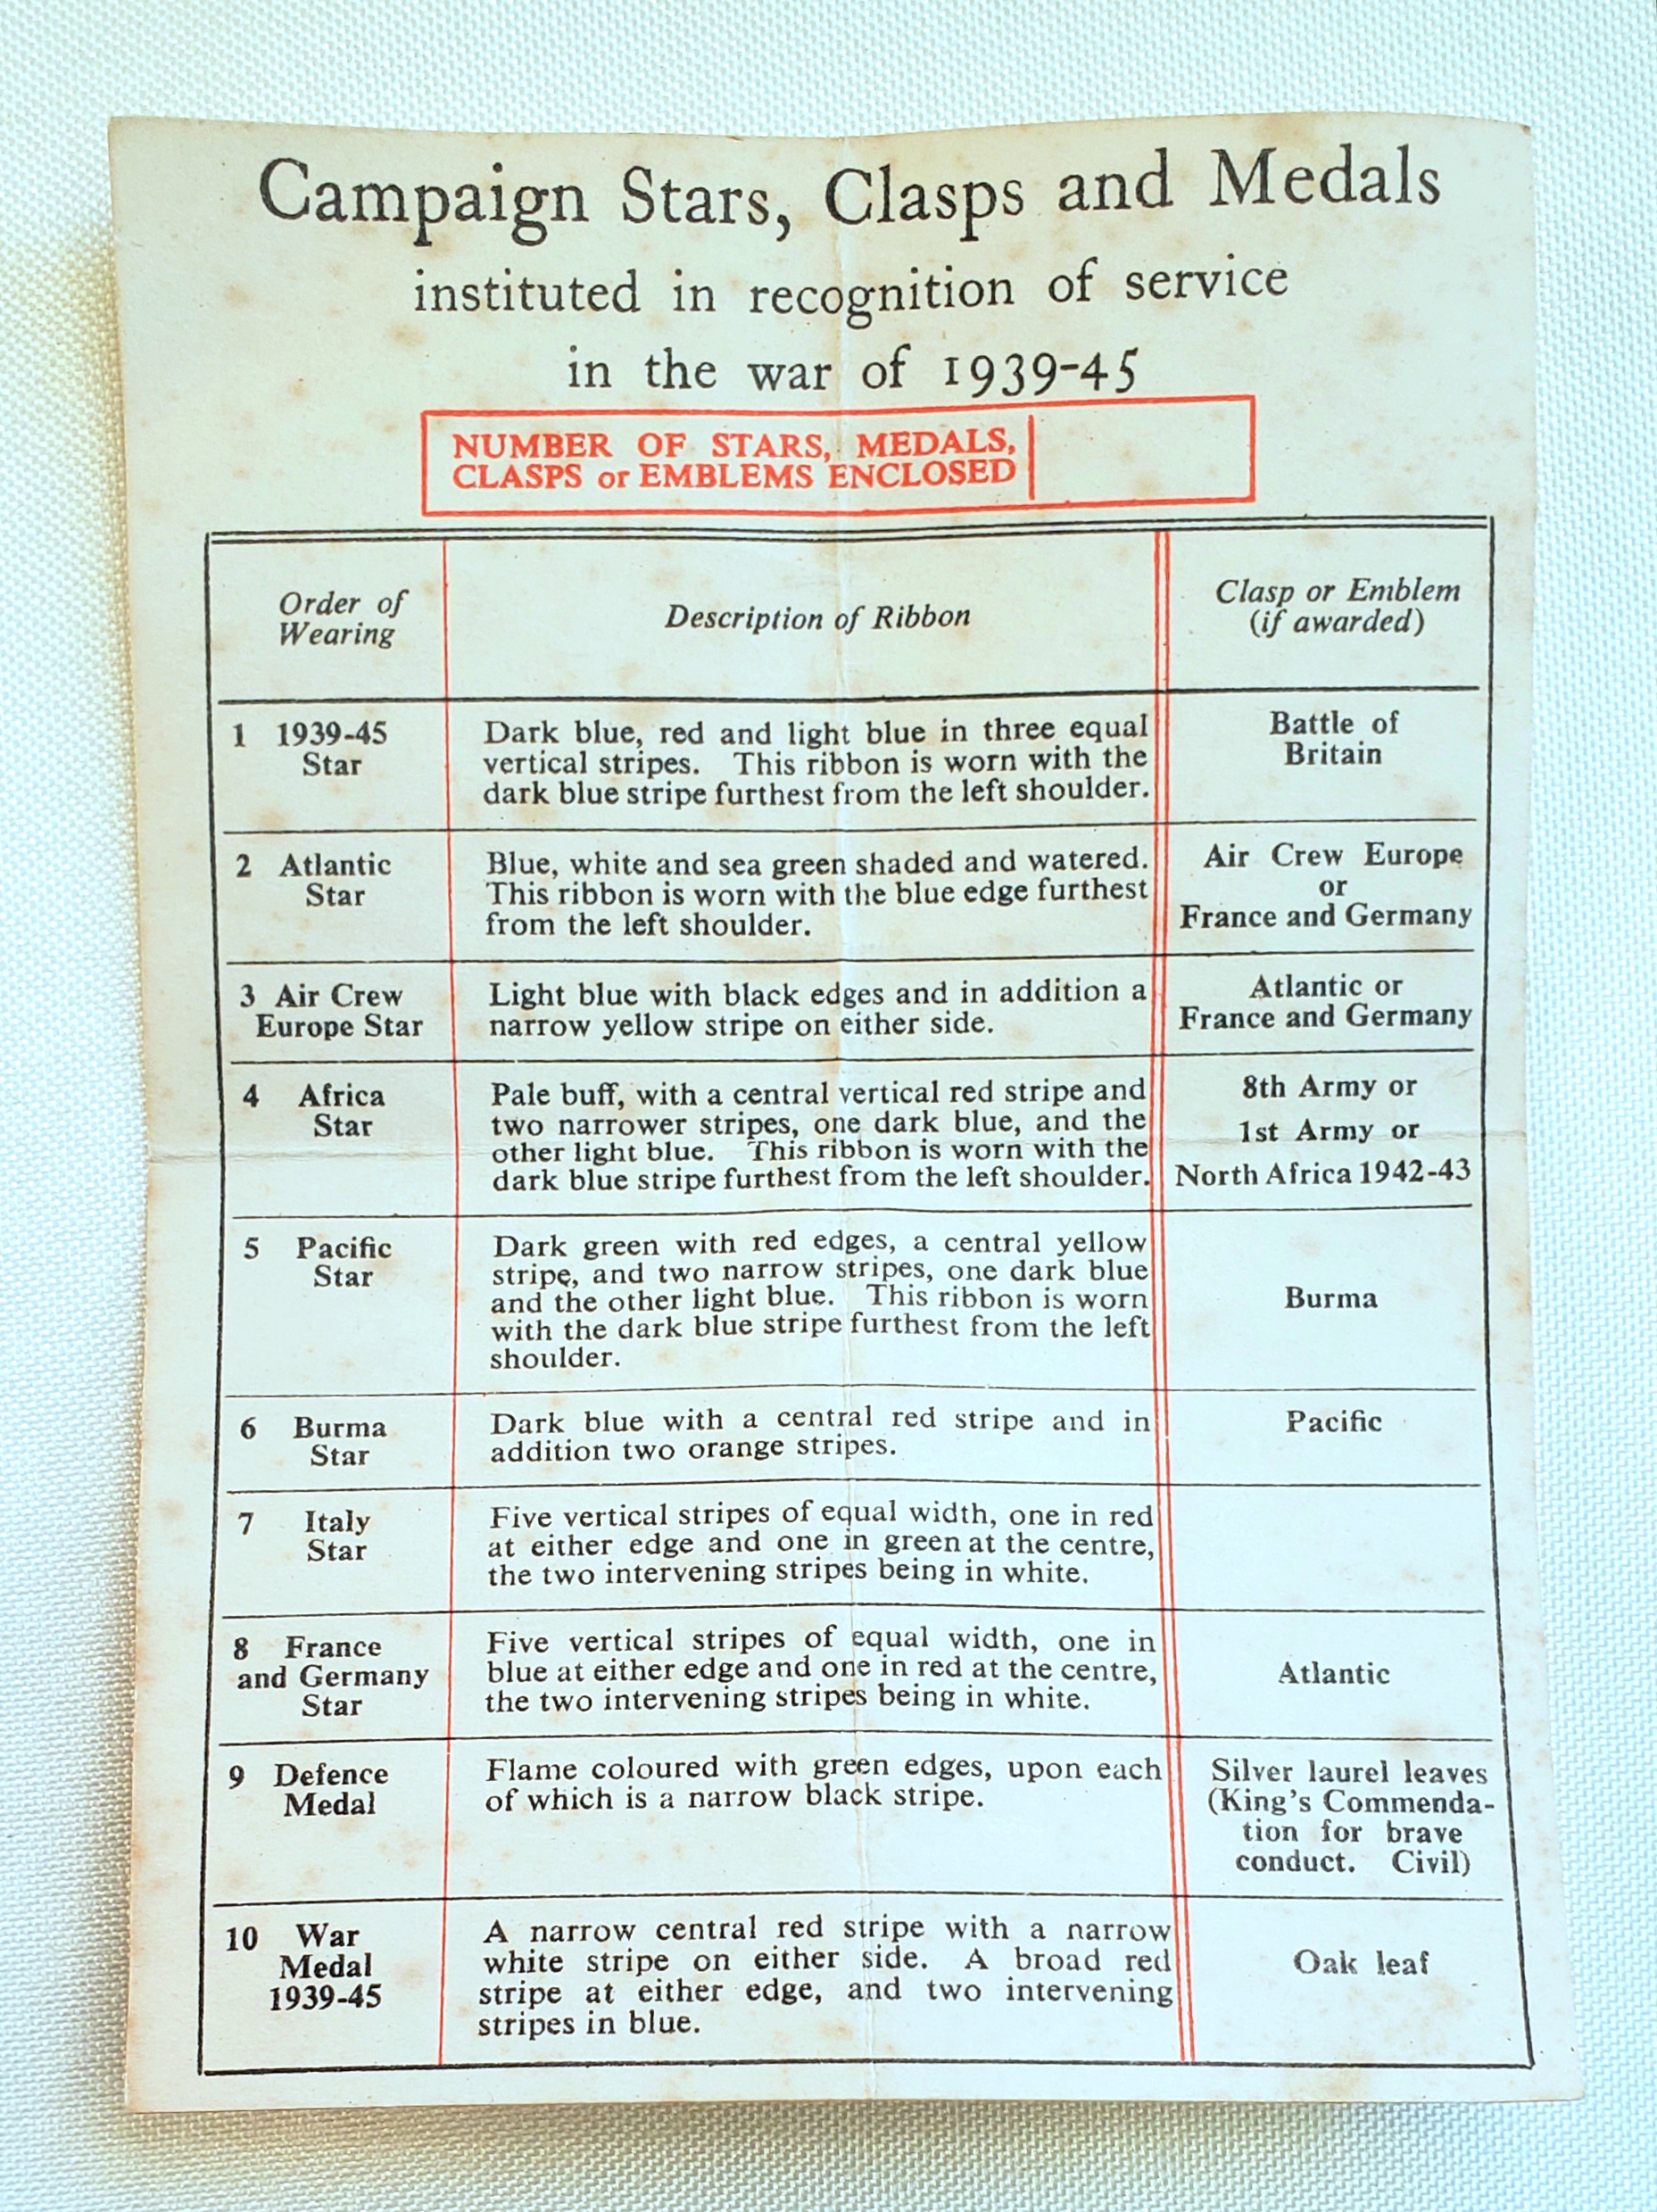 Campaign Stars, Clasps and Medals
instituted in recognition of service
in the war of 1939-45
NUMBER OF STARS, MEDALS,
CLASPS or EMBLEMS ENCLOSED
Order of
Wearing
Description of Ribbon
Clasp or Emblem
(if awarded)
1 1939-45
Star
Dark blue, red and light blue in three equal
vertical stripes. This ribbon is worn with the
dark blue stripe furthest from the left shoulder.
Battle of
Britain
2 Atlantic
Star
Blue, white and sea green shaded and watered.
This ribbon is worn with the blue edge furthest
from the left shoulder.
Air Crew Europe
or
France and Germany
3 Air Crew
Europe Star
Light blue with black edges and in addition a
narrow yellow stripe on either side.
Atlantic or
France and Germany
4 Africa
Star
Pale buff, with a central vertical red stripe and
two narrower stripes, one dark blue, and the
other light blue. This ribbon is worn with the
dark blue stripe furthest from the left shoulder.
8th Army or
1st Army or
North Africa 1942-43
5 Pacific
Star
Dark green with red edges, a central yellow
stripe, and two narrow stripes, one dark blue
and the other light blue. This ribbon is worn
with the dark blue stripe furthest from the left
shoulder.
Burma
6 Burma
Star
Dark blue with a central red stripe and in
addition two orange stripes.
Pacific
7 Italy
Star
Five vertical stripes of equal width, one in red
at either edge and one in green at the centre,
the two intervening stripes being in white.
8 France
and Germany
Star
Five vertical stripes of equal width, one in
blue at either edge and one in red at the centre,
the two intervening stripes being in white.
Atlantic
9 Defence
Medal
Flame coloured with green edges, upon each
of which is a narrow black stripe.
Silver laurel leaves
(King's Commenda-
tion for brave
conduct. Civil)
10 War
Medal
1939-45
A narrow central red stripe with a narrow
white stripe on either side. A broad red
stripe at either edge, and two intervening
stripes in blue.
Oak leaf